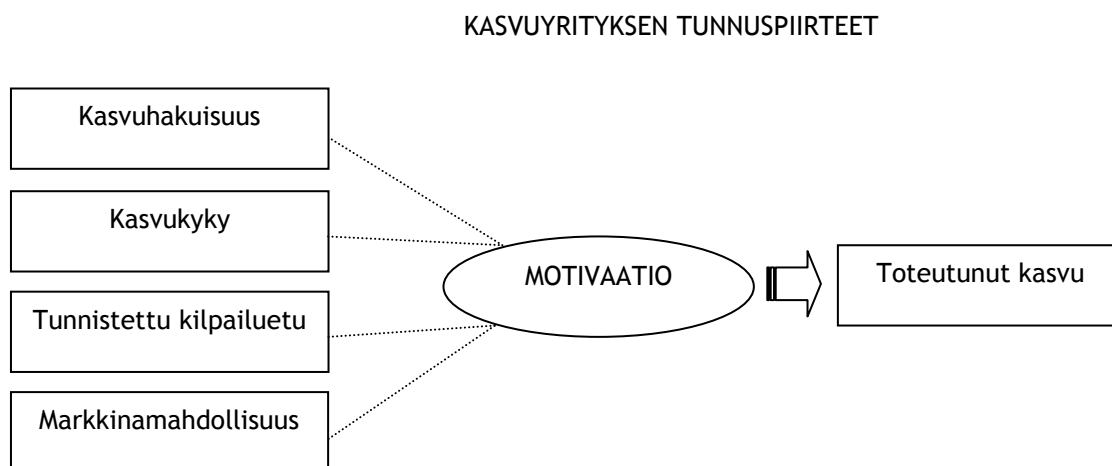 KASVUYRITYKSEN TUNNUSPIIRTEET
Kasvuhakuisuus
Kasvukyky
Tunnistettu kilpailuetu
Markkinamahdollisuus
MOTIVAATIO
Toteutunut kasvu